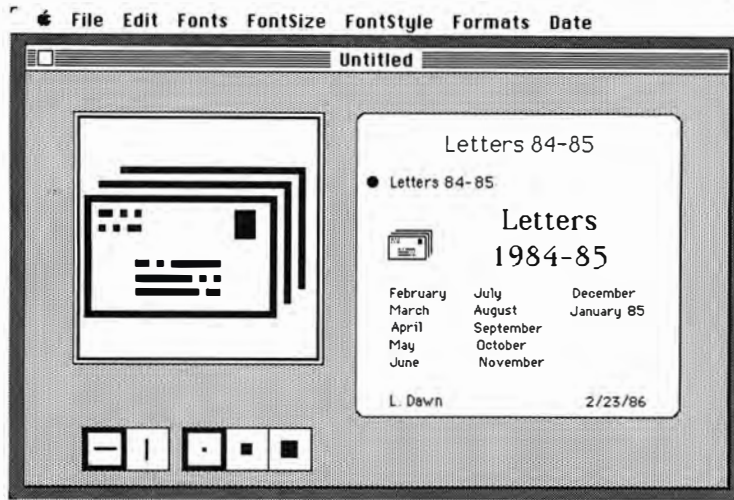 File Edit Fonts FontSize FontStyle Formats Date
Untitled
Letters 84-85
Letters 84-85
Letters
1984-85
February July December
March August January 85
April September
May October
June November
L. Dawn 2/23/86